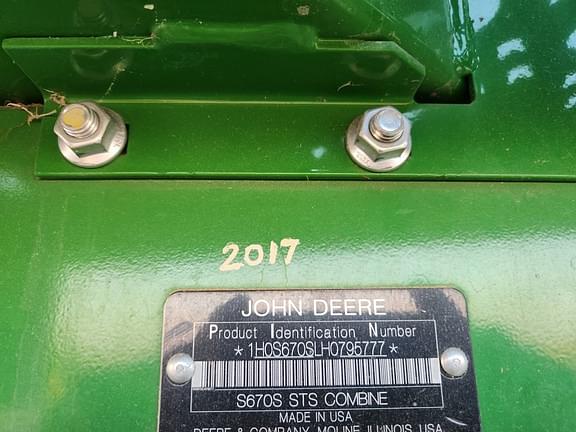 2017
JOHN DEERE
Product Identification Number
*1H0S670SLH0795777*
S670S STS COMBINE
MADE IN USA
DEERE & COMPANY, MOLINE, ILLINOIS, USA